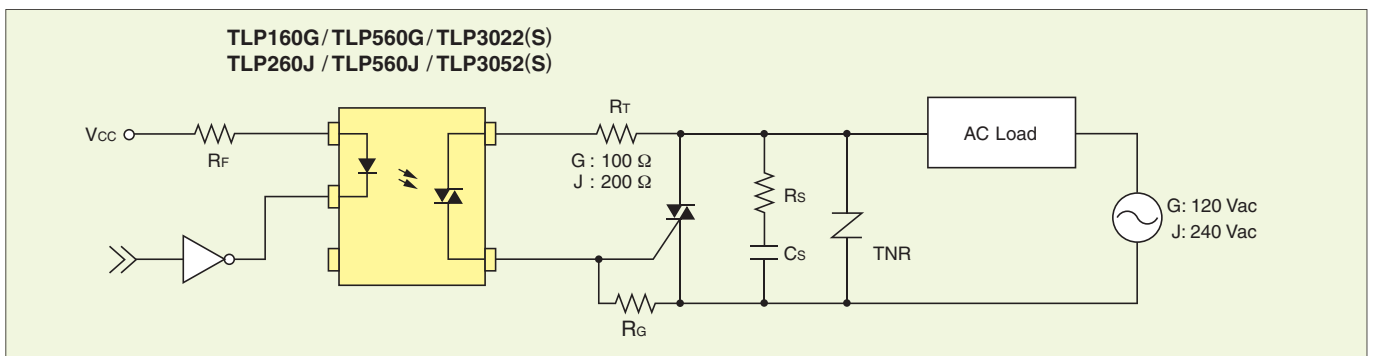 TLP160G/TLP560G/TLP3022(S)
TLP260J / TLP560J / TLP3052(S)
VCC
RF
RT
G : 100 Ω
J : 200 Ω
AC Load
RS
CS
TNR
G: 120 Vac
J: 240 Vac
RG